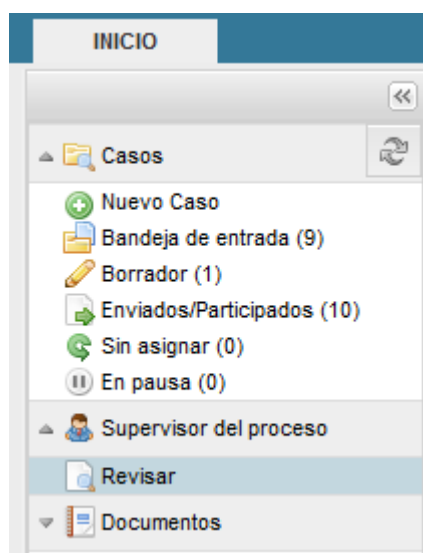 INICIO
Casos
Nuevo Caso
Bandeja de entrada (9)
Borrador (1)
Enviados/Participados (10)
Sin asignar (0)
En pausa (0)
Supervisor del proceso
Revisar
Documentos